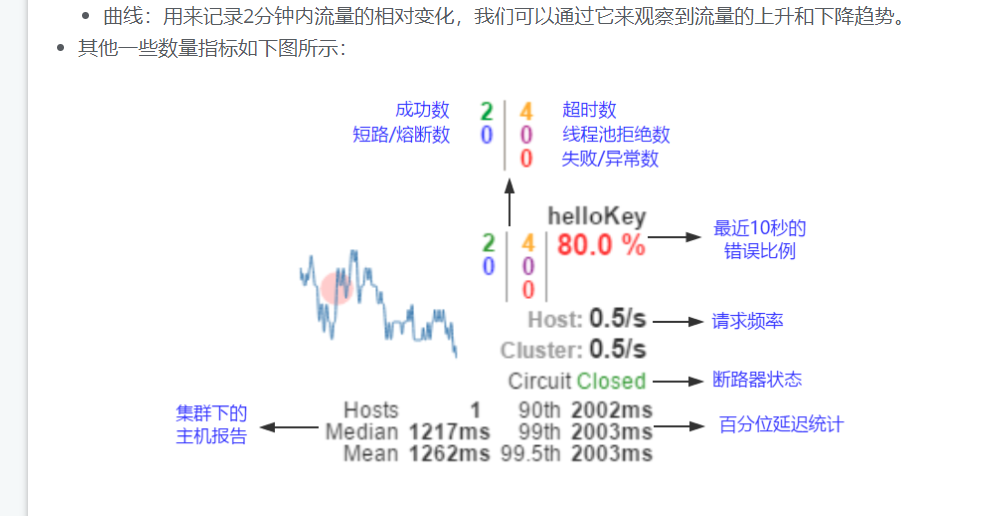 曲线：用来记录2分钟内流量的相对变化，我们可以通过它来观察到流量的上升和下降趋势。
其他一些数量指标如下图所示：
成功数 2 4 超时数
短路/熔断数 0 0 线程池拒绝数
0 失败/异常数
helloKey
2 4 80.0 % 最近10秒的
0 0 错误比例
0
Host: 0.5/s 请求频率
Cluster: 0.5/s
Circuit Closed 断路器状态
集群下的 Hosts 1 90th 2002ms
主机报告 Median 1217ms 99th 2003ms 百分位延迟统计
Mean 1262ms 99.5th 2003ms